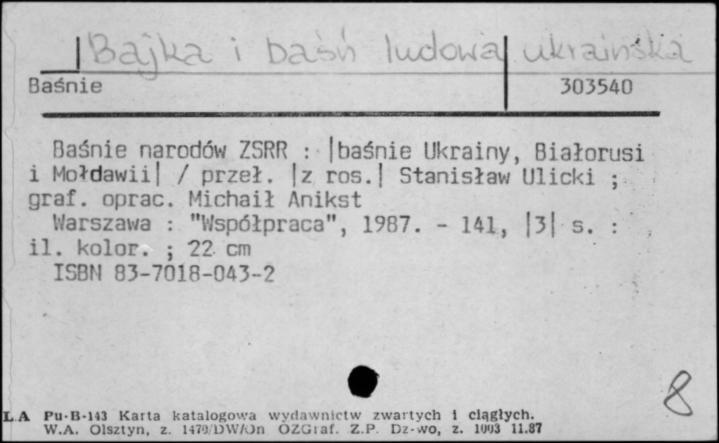 Bajka i baśń ludowa ukraińska
Baśnie 303540
Baśnie narodów ZSRR : |baśnie Ukrainy, Białorusi
i Mołdawii| / przeł. |z ros.| Stanisław Ulicki ;
graf. oprac. Michaił Anikst
Warszawa : "Współpraca", 1987. - 141, |3| s. :
il. kolor. ; 22 cm
ISBN 83-7018-043-2
8
LA Pu-B-143 Karta katalogowa wydawnictw zwartych i ciągłych.
W.A. Olsztyn, z. 1479/DW/Jn OZGraf. Z.P. Dz-wo, z. 1003 11.87